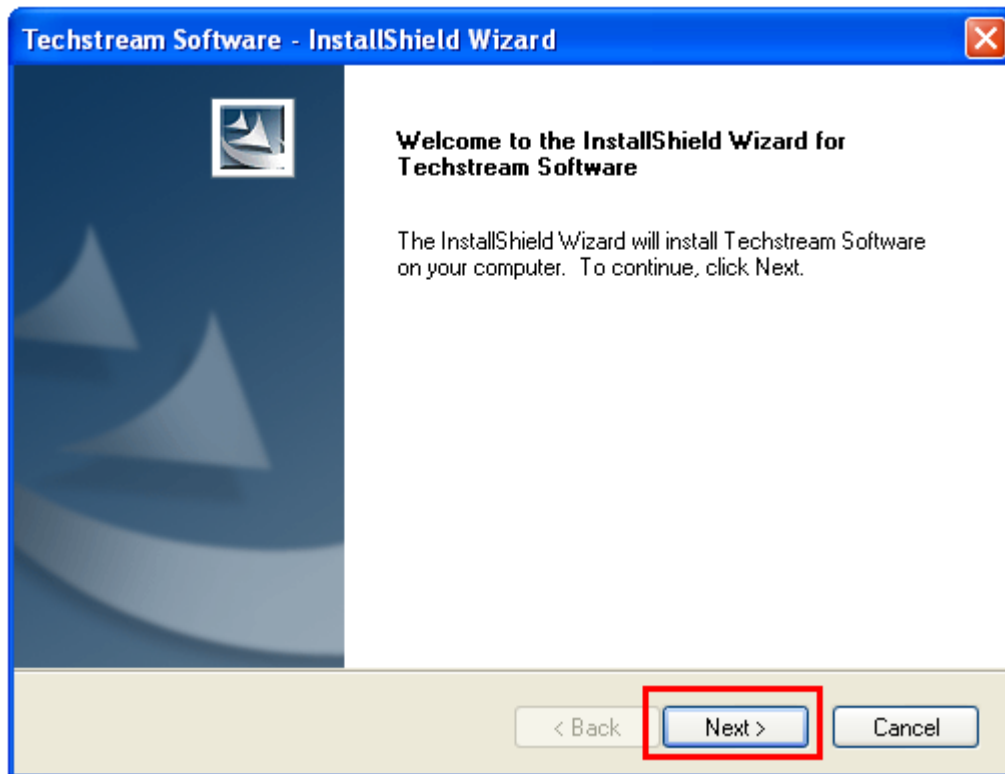 Techstream Software - InstallShield Wizard
Welcome to the InstallShield Wizard for
Techstream Software
The InstallShield Wizard will install Techstream Software
on your computer.  To continue, click Next.
< Back
Next >
Cancel